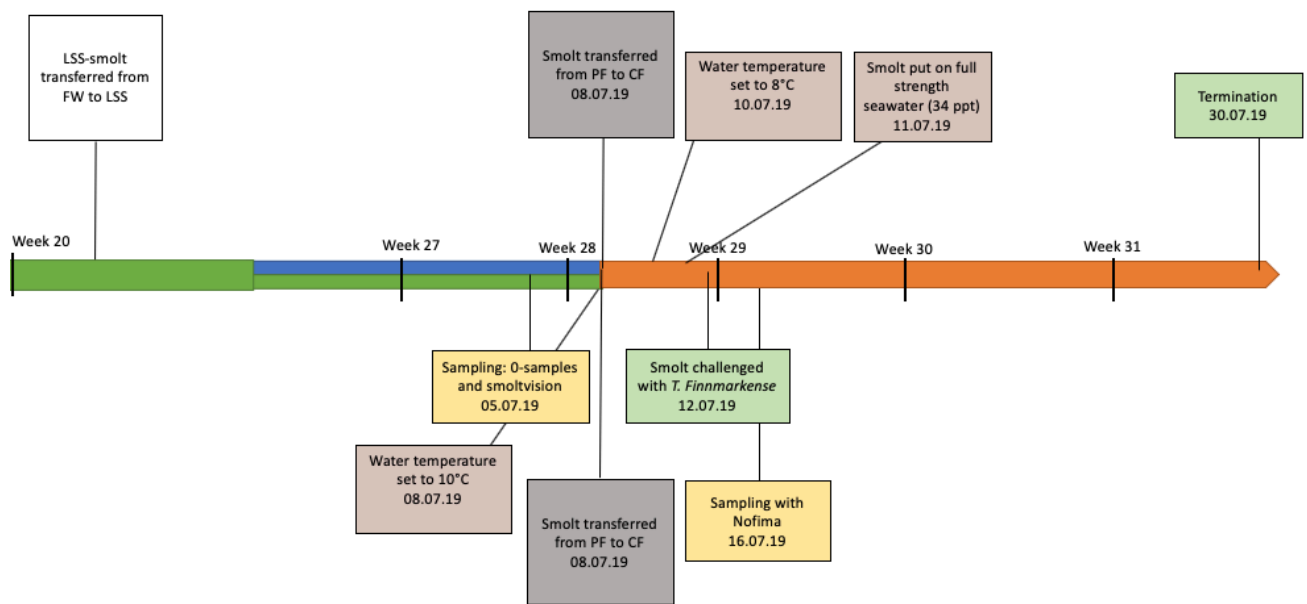 LSS-smolt
transferred from
FW to LSS
Smolt transferred
from PF to CF
08.07.19
Water temperature
set to 8°C
10.07.19
Smolt put on full
strength
seawater (34 ppt)
11.07.19
Termination
30.07.19
Week 20
Week 27
Week 28
Week 29
Week 30
Week 31
Sampling: 0-samples
and smoltvision
05.07.19
Smolt challenged
with T. Finnmarkense
12.07.19
Water temperature
set to 10°C
08.07.19
Smolt transferred
from PF to CF
08.07.19
Sampling with
Nofima
16.07.19